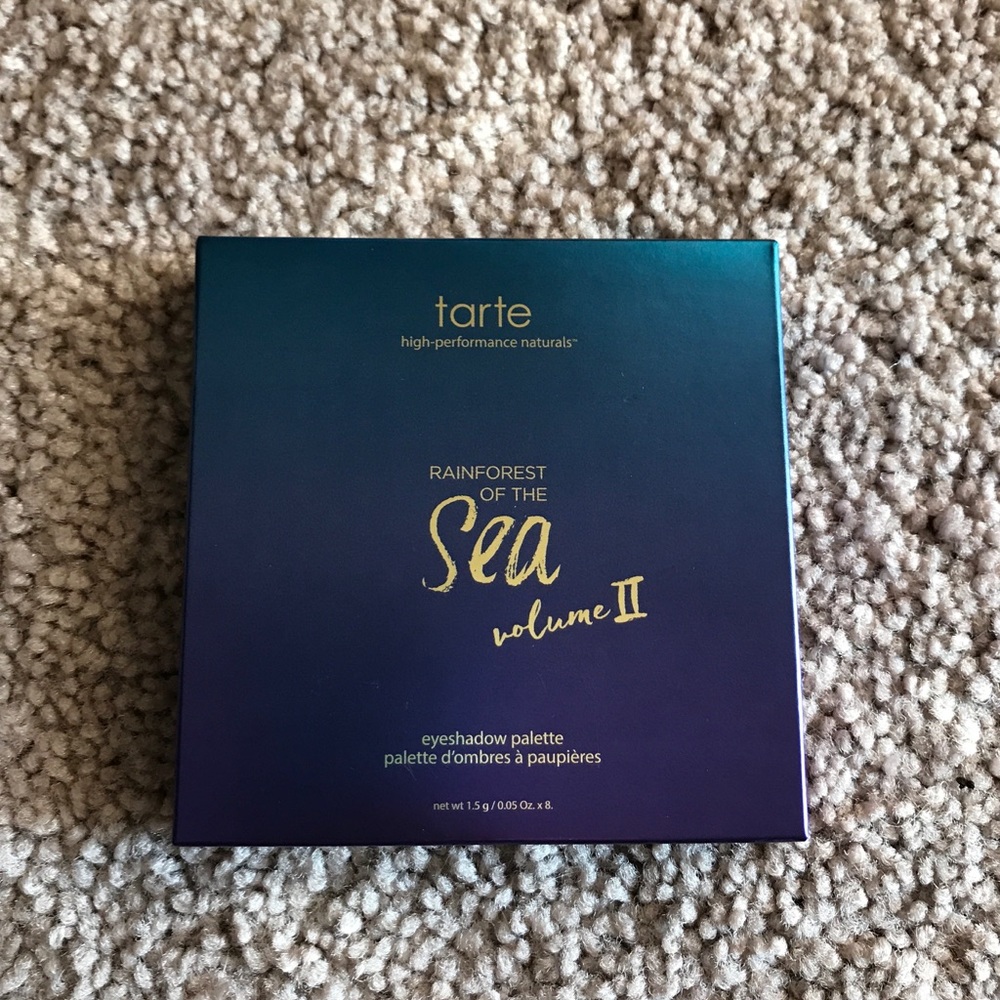 tarte
high-performance naturals™
RAINFOREST
OF THE
Sea
volume II
eyeshadow palette
palette d'ombres à paupières
net wt 1.5 g / 0.05 Oz. x 8.